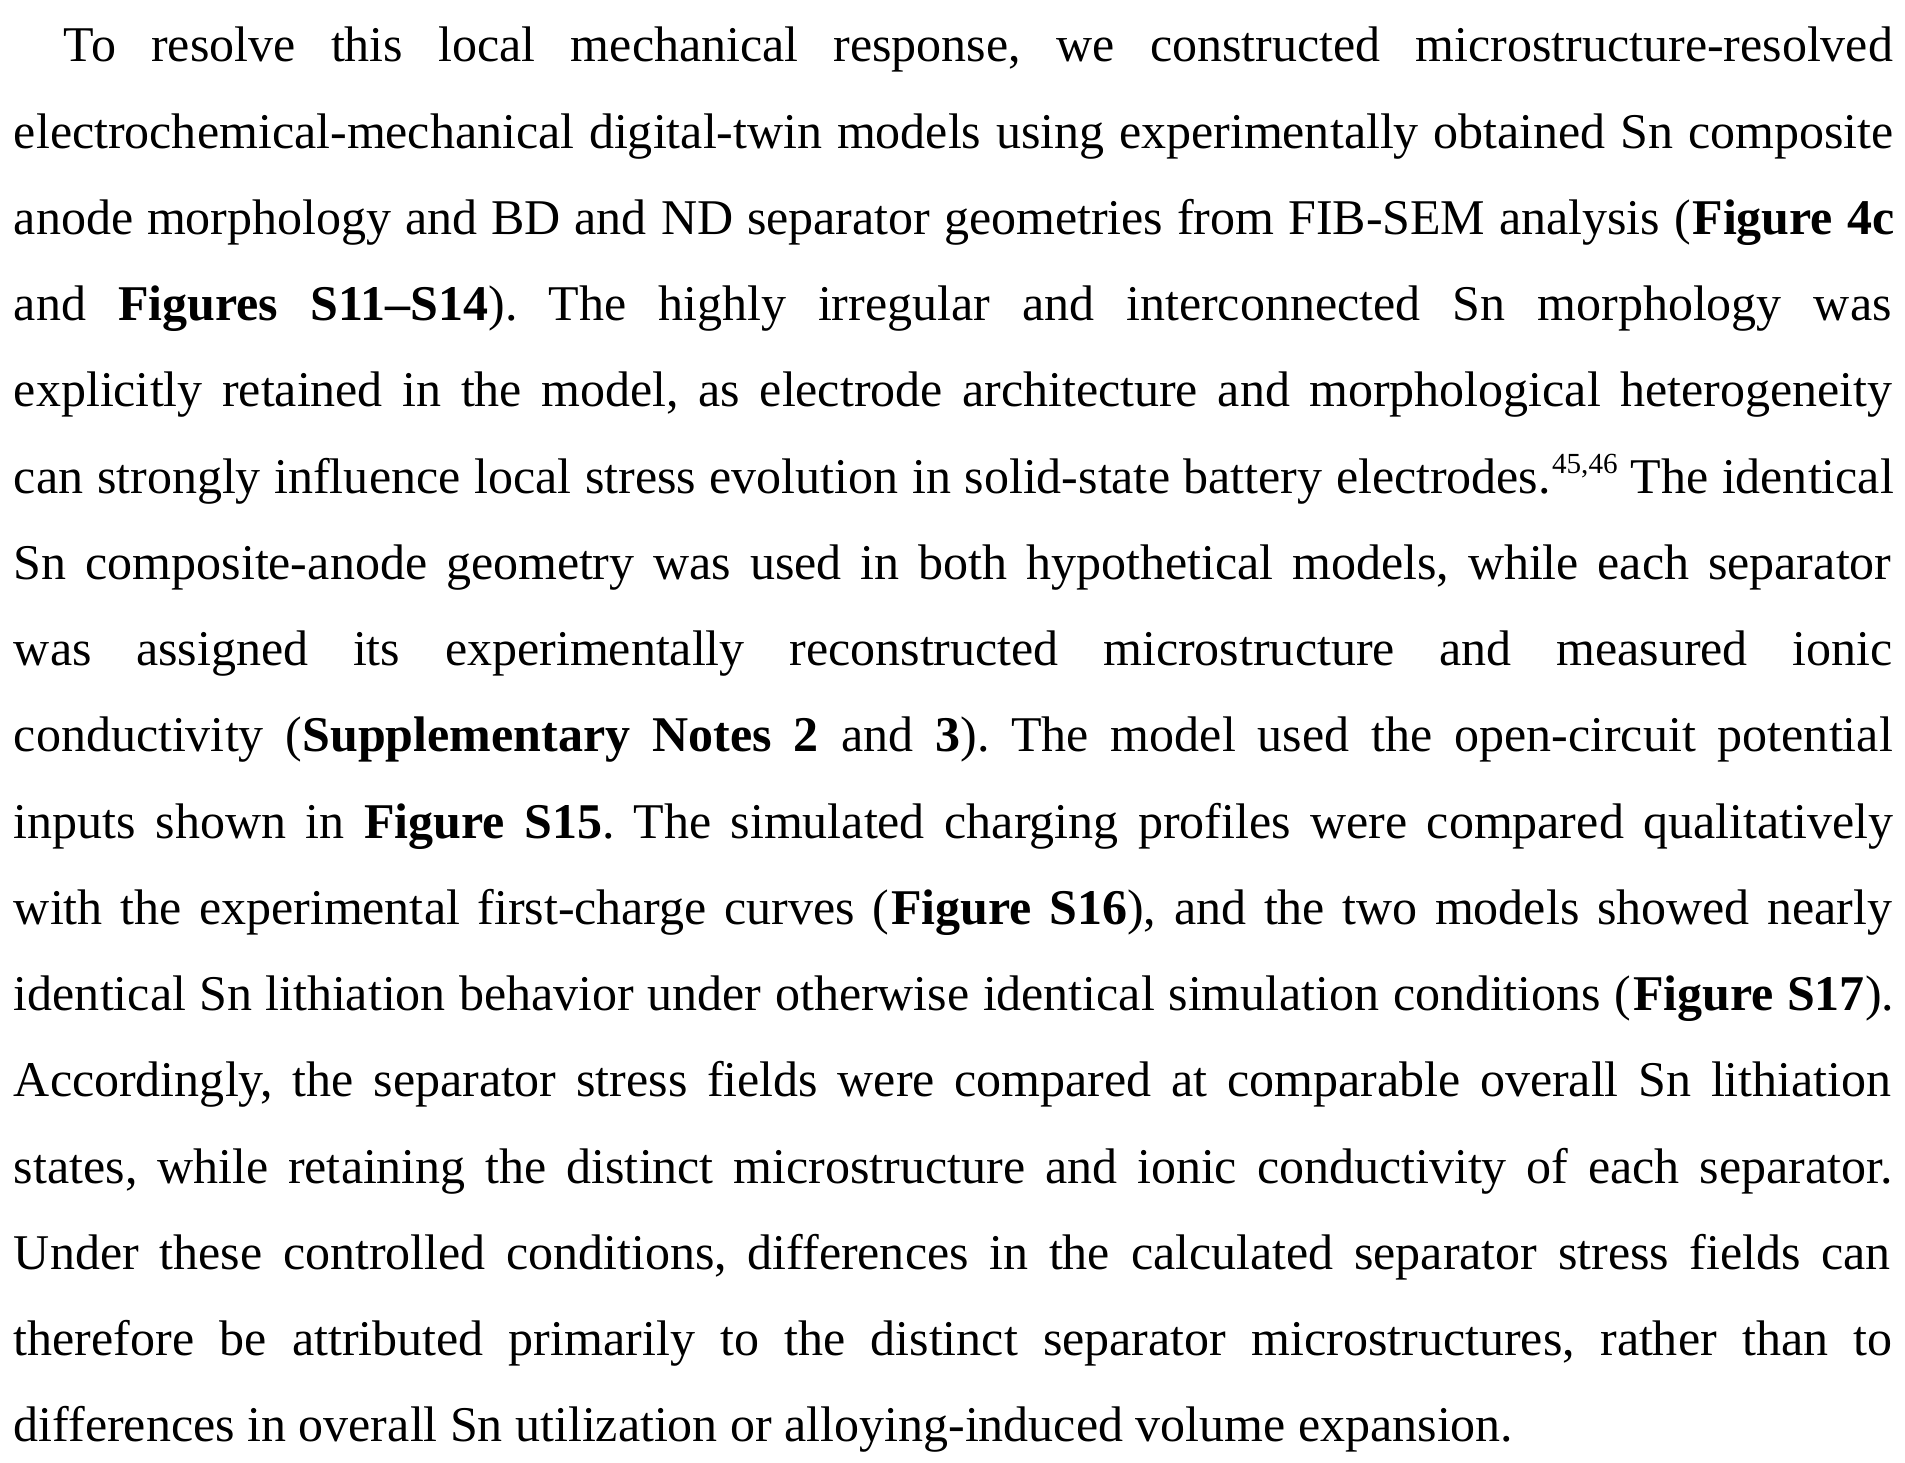 To resolve this local mechanical response, we constructed microstructure-resolved
electrochemical-mechanical digital-twin models using experimentally obtained Sn composite
anode morphology and BD and ND separator geometries from FIB-SEM analysis (Figure 4c
and Figures S11–S14). The highly irregular and interconnected Sn morphology was
explicitly retained in the model, as electrode architecture and morphological heterogeneity
can strongly influence local stress evolution in solid-state battery electrodes.45,46 The identical
Sn composite-anode geometry was used in both hypothetical models, while each separator
was assigned its experimentally reconstructed microstructure and measured ionic
conductivity (Supplementary Notes 2 and 3). The model used the open-circuit potential
inputs shown in Figure S15. The simulated charging profiles were compared qualitatively
with the experimental first-charge curves (Figure S16), and the two models showed nearly
identical Sn lithiation behavior under otherwise identical simulation conditions (Figure S17).
Accordingly, the separator stress fields were compared at comparable overall Sn lithiation
states, while retaining the distinct microstructure and ionic conductivity of each separator.
Under these controlled conditions, differences in the calculated separator stress fields can
therefore be attributed primarily to the distinct separator microstructures, rather than to
differences in overall Sn utilization or alloying-induced volume expansion.